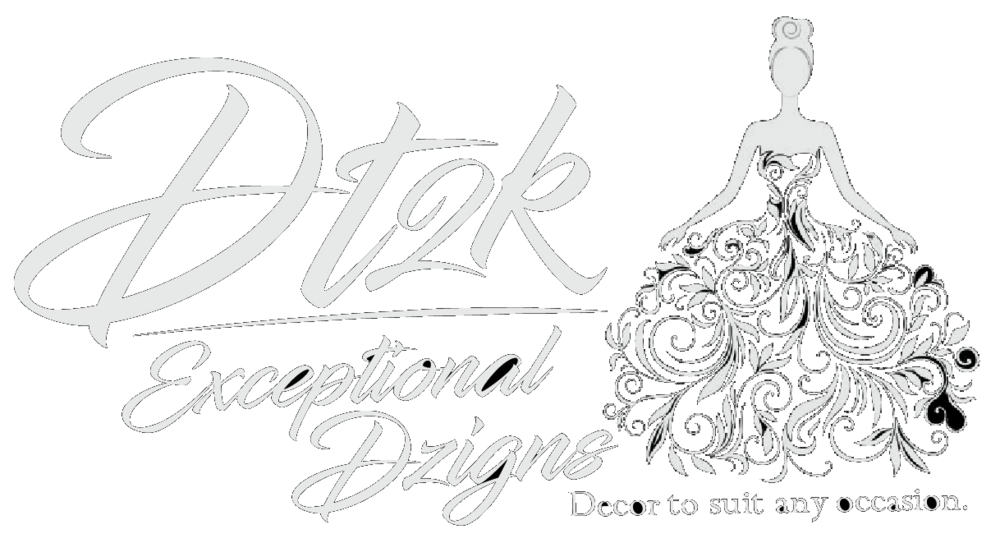 Dt2k
Exceptional
Dzigns
Decor to suit any occasion.